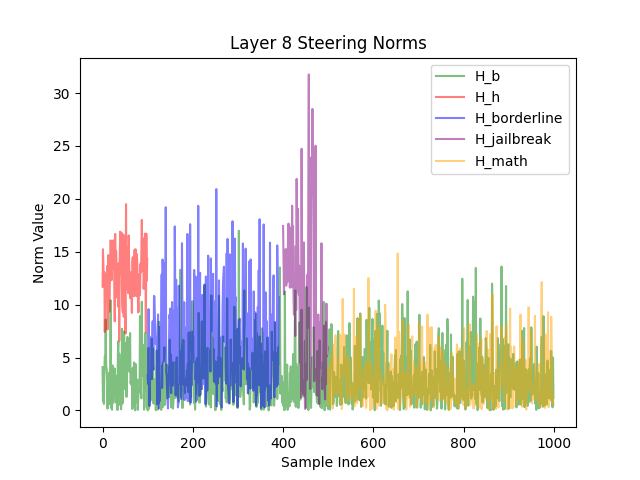 Layer 8 Steering Norms
Norm Value
30
25
20
15
10
5
0
H_b
H_h
H_borderline
H_jailbreak
H_math
0
200
400
600
800
1000
Sample Index